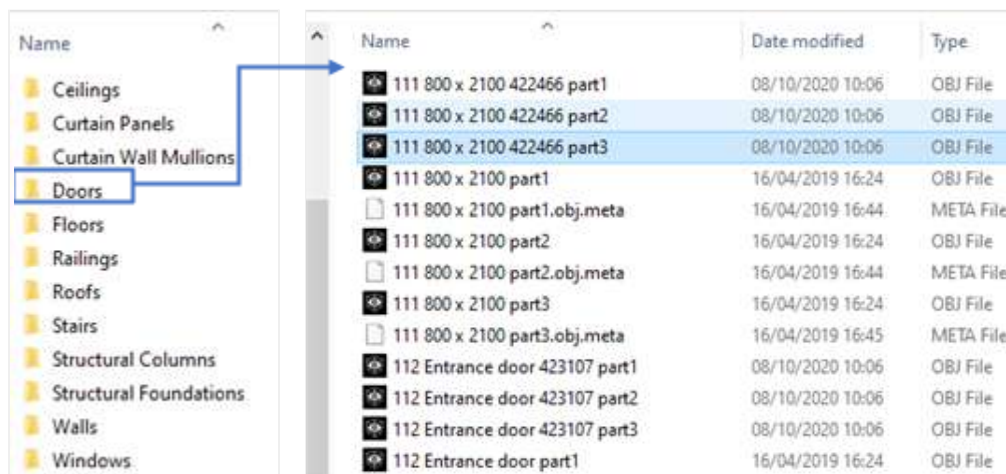 Name
Ceilings
Curtain Panels
Curtain Wall Mullions
Doors
Floors
Railings
Roofs
Stairs
Structural Columns
Structural Foundations
Walls
Windows
Name Date modified Type
111 800 x 2100 422466 part1 08/10/2020 10:06 OBJ File
111 800 x 2100 422466 part2 08/10/2020 10:06 OBJ File
111 800 x 2100 422466 part3 08/10/2020 10:06 OBJ File
111 800 x 2100 part1 16/04/2019 16:24 OBJ File
111 800 x 2100 part1.obj.meta 16/04/2019 16:44 META File
111 800 x 2100 part2 16/04/2019 16:24 OBJ File
111 800 x 2100 part2.obj.meta 16/04/2019 16:44 META File
111 800 x 2100 part3 16/04/2019 16:24 OBJ File
111 800 x 2100 part3.obj.meta 16/04/2019 16:45 META File
112 Entrance door 423107 part1 08/10/2020 10:06 OBJ File
112 Entrance door 423107 part2 08/10/2020 10:06 OBJ File
112 Entrance door 423107 part3 08/10/2020 10:06 OBJ File
112 Entrance door part1 16/04/2019 16:24 OBJ File